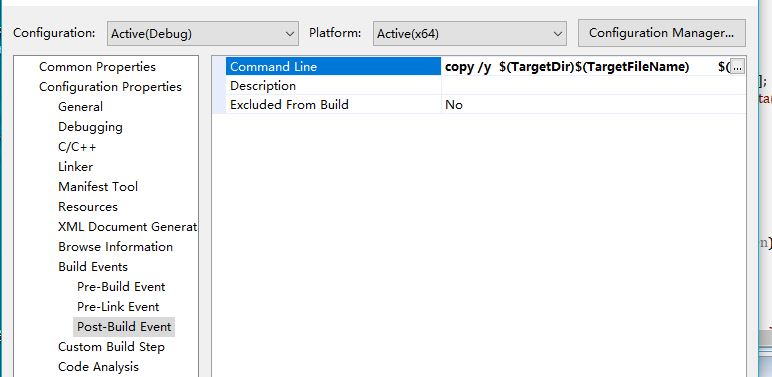 Configuration: Active(Debug) Platform: Active(x64) Configuration Manager...
Common Properties
Configuration Properties
General
Debugging
C/C++
Linker
Manifest Tool
Resources
XML Document Generat
Browse Information
Build Events
Pre-Build Event
Pre-Link Event
Post-Build Event
Custom Build Step
Code Analysis
Command Line copy /y $(TargetDir)$(TargetFileName) $( ...
Description
Excluded From Build No
];
tar
en)